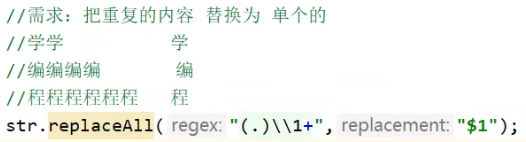 //需求：把重复的内容 替换为 单个的
//学学 学
//编编编编 编
//程程程程程程 程
str.replaceAll( regex: "(.)\\1+", replacement: "$1");